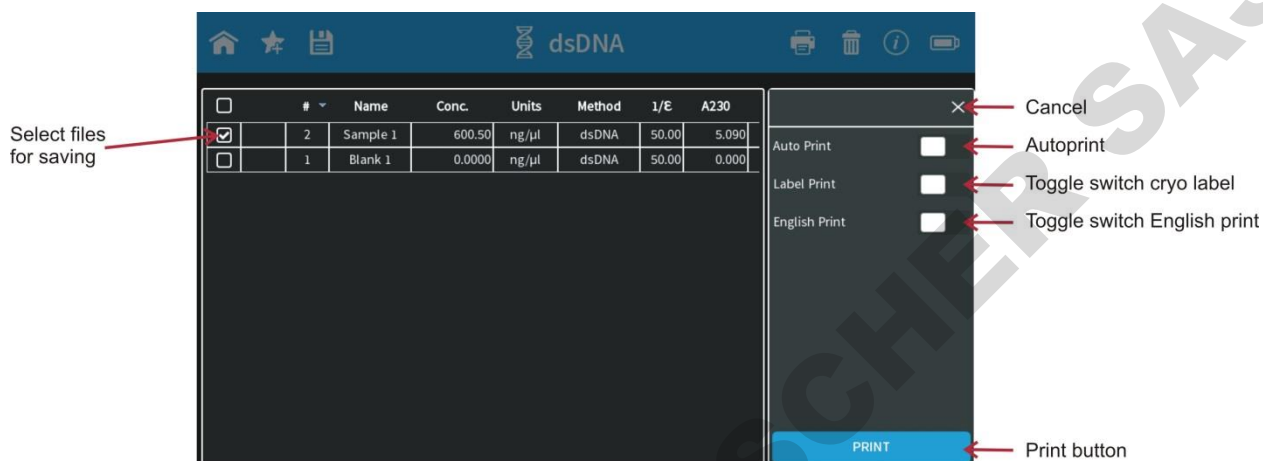 dsDNA
# Name Conc. Units Method 1/ε A230
2 Sample 1 600.50 ng/µl dsDNA 50.00 5.090
1 Blank 1 0.0000 ng/µl dsDNA 50.00 0.000
Select files
for saving
Auto Print
Label Print
English Print
PRINT
Cancel
Autoprint
Toggle switch cryo label
Toggle switch English print
Print button
SCHER SAS